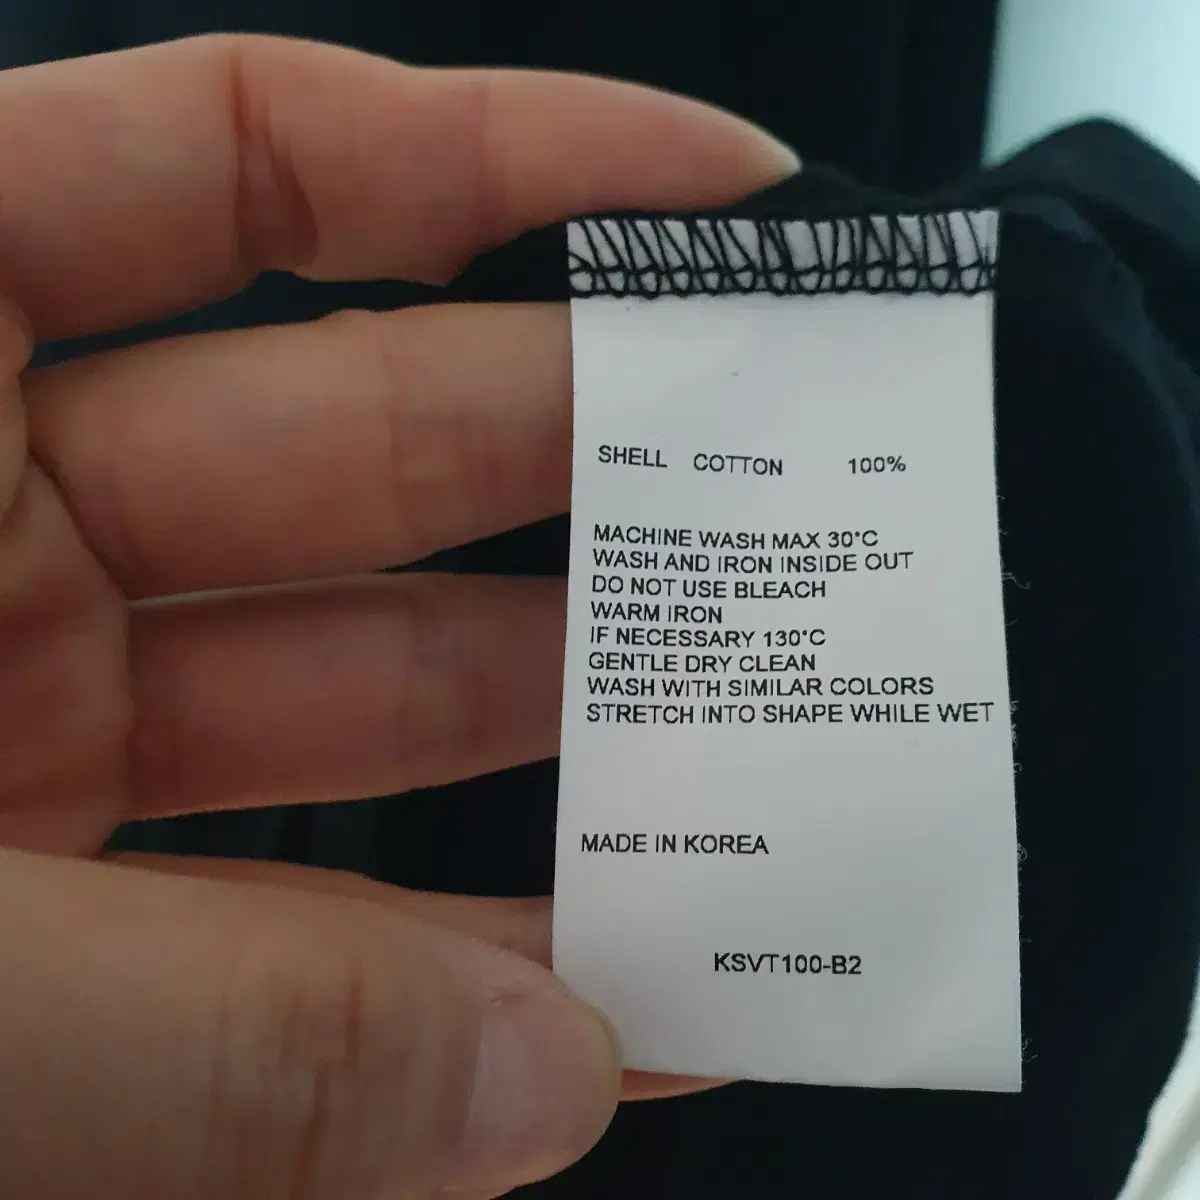 SHELL COTTON 100%
MACHINE WASH MAX 30°C
WASH AND IRON INSIDE OUT
DO NOT USE BLEACH
WARM IRON
IF NECESSARY 130°C
GENTLE DRY CLEAN
WASH WITH SIMILAR COLORS
STRETCH INTO SHAPE WHILE WET
MADE IN KOREA
KSVT100-B2